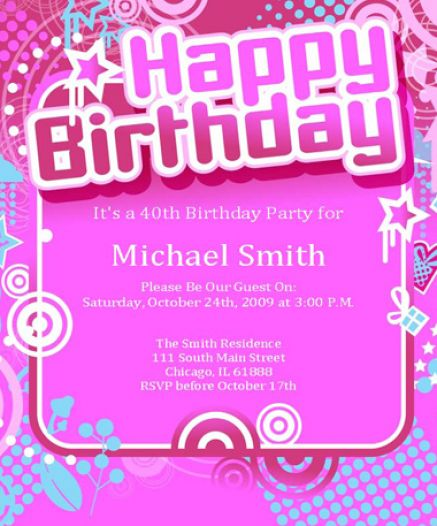 Happy
Birthday
It's a 40th Birthday Party for
Michael Smith
Please Be Our Guest On:
Saturday, October 24th, 2009 at 3:00 P.M.
The Smith Residence
111 South Main Street
Chicago, IL 61888
RSVP before October 17th